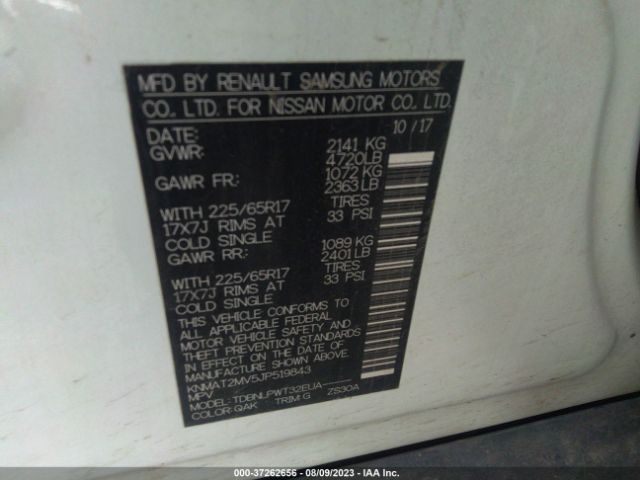 MFD BY RENAULT SAMSUNG MOTORS
CO., LTD. FOR NISSAN MOTOR CO., LTD.
DATE: 10 / 17
GVWR: 2141 KG
4720LB
GAWR FR: 1072 KG
2363 LB
WITH 225/65R17 TIRES
17X7J RIMS AT 33 PSI
COLD SINGLE
GAWR RR: 1089 KG
2401 LB
WITH 225/65R17 TIRES
17X7J RIMS AT 33 PSI
COLD SINGLE
THIS VEHICLE CONFORMS TO
ALL APPLICABLE FEDERAL
MOTOR VEHICLE SAFETY AND
THEFT PREVENTION STANDARDS
IN EFFECT ON THE DATE OF
MANUFACTURE SHOWN ABOVE.
KNMAT2MV5JP519843
MPV
MODEL: TDBNLPWT32EUA-----
COLOR: QAK TRIM: G ZS30A
000-37262656 - 08/09/2023 - IAA Inc.